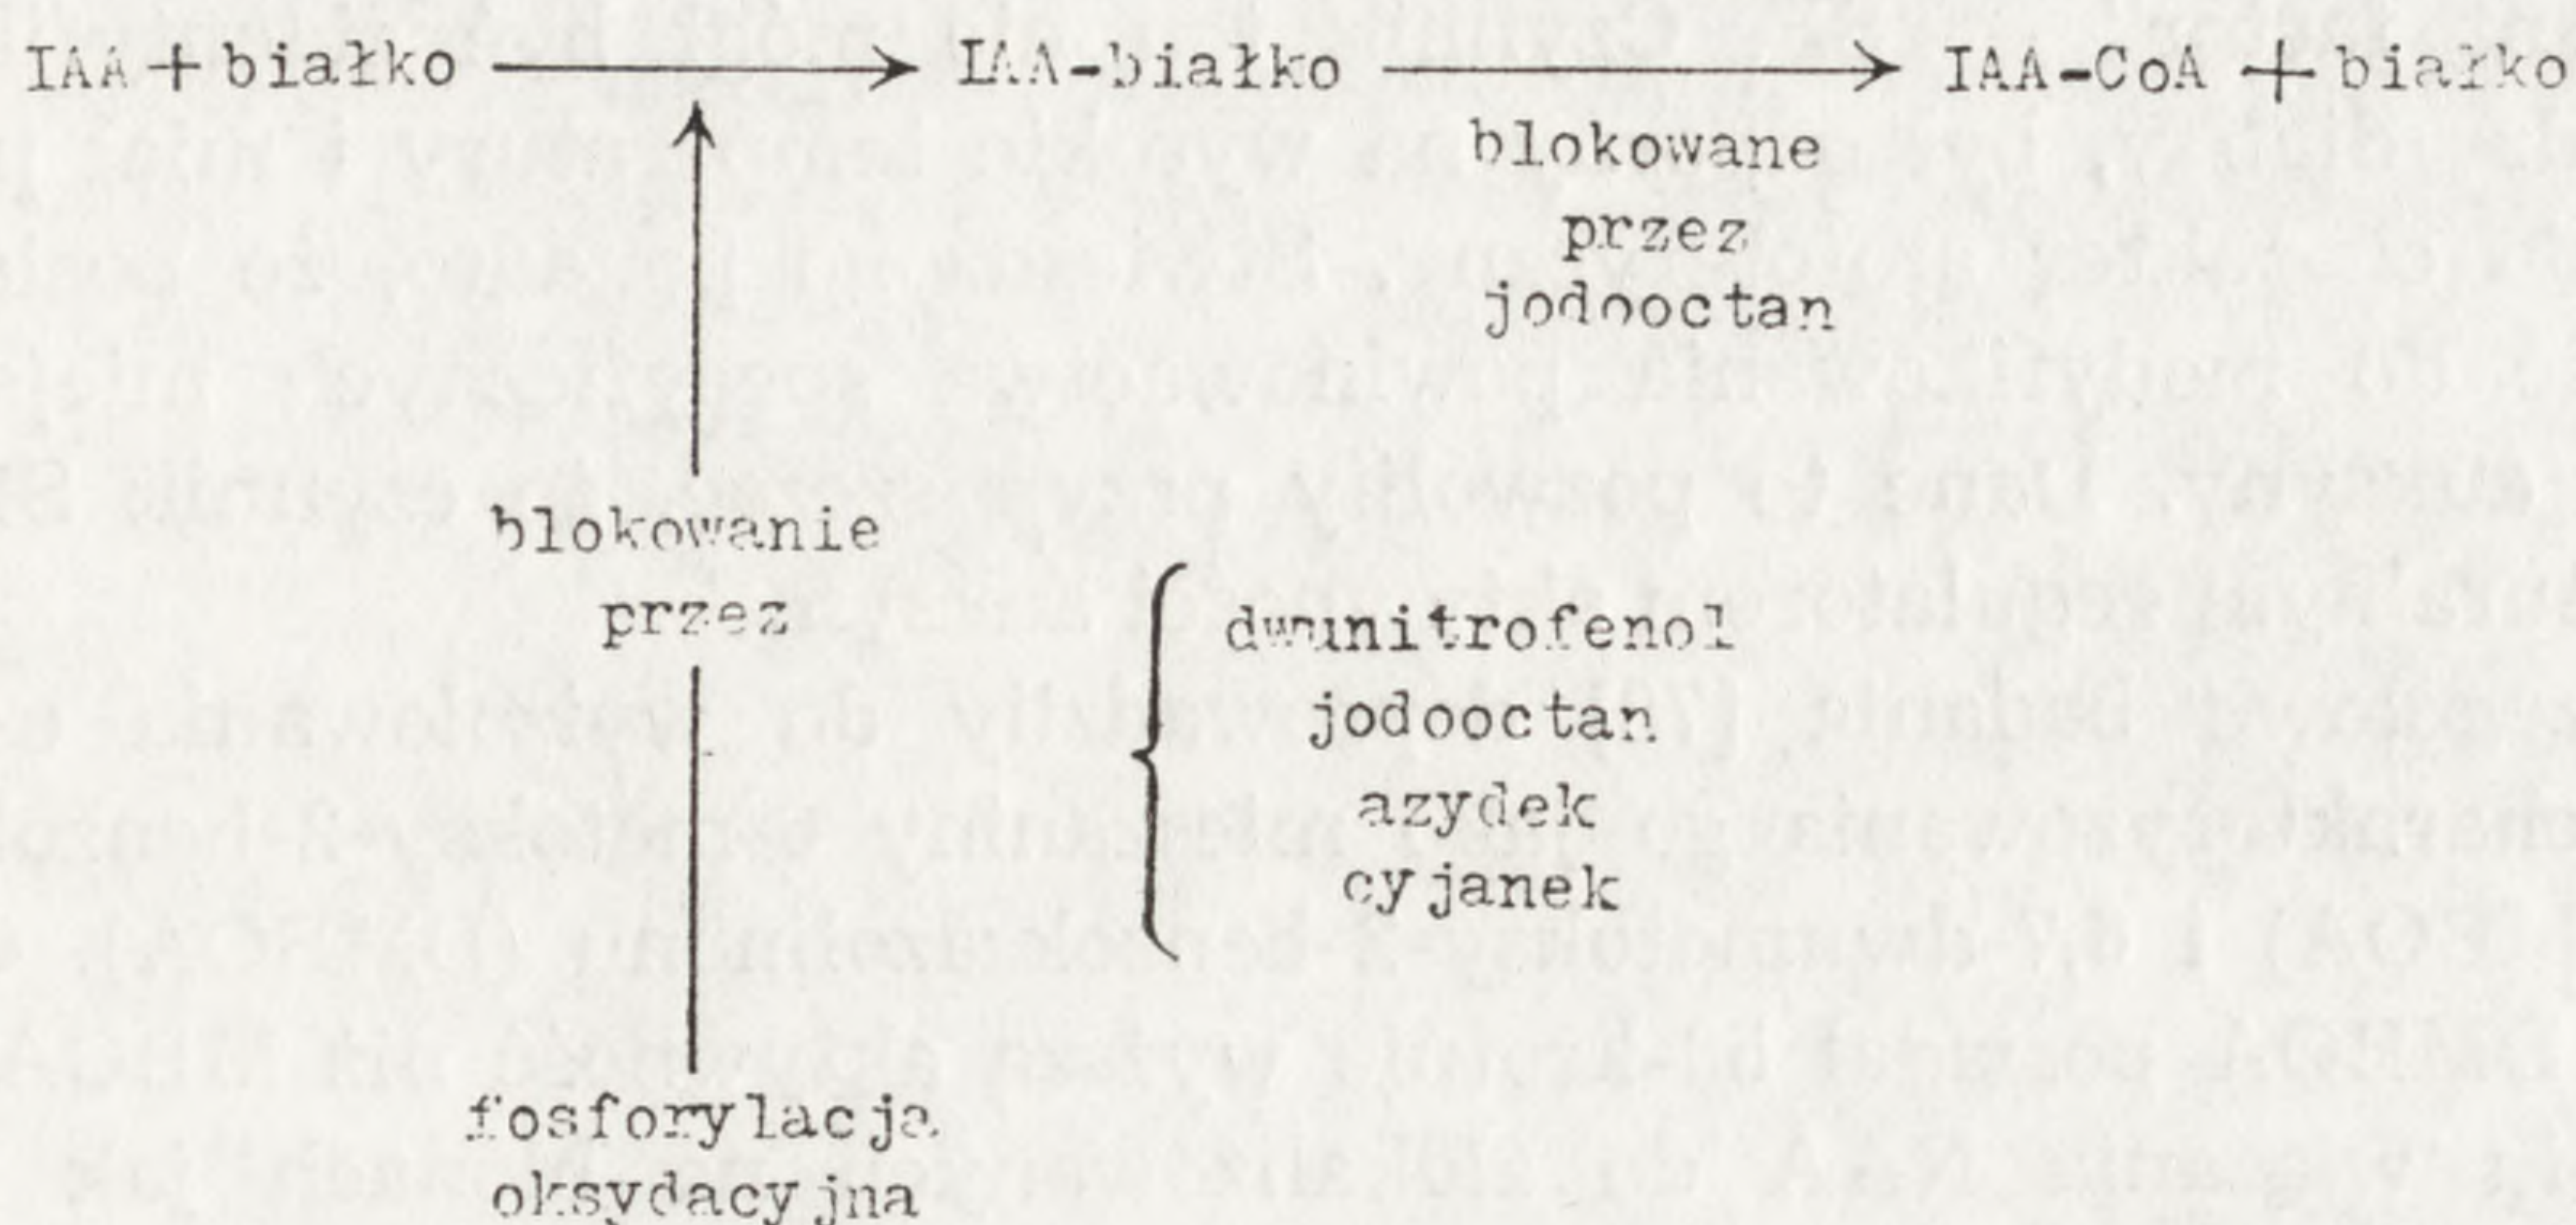 IAA + białko → IAA-białko → IAA-CoA + białko
blokowane
przez
jodooctan
blokowanie
przez
dwunitrofenol
jodooctan
azydek
cyjanek
fosforylacja
oksydacyjna